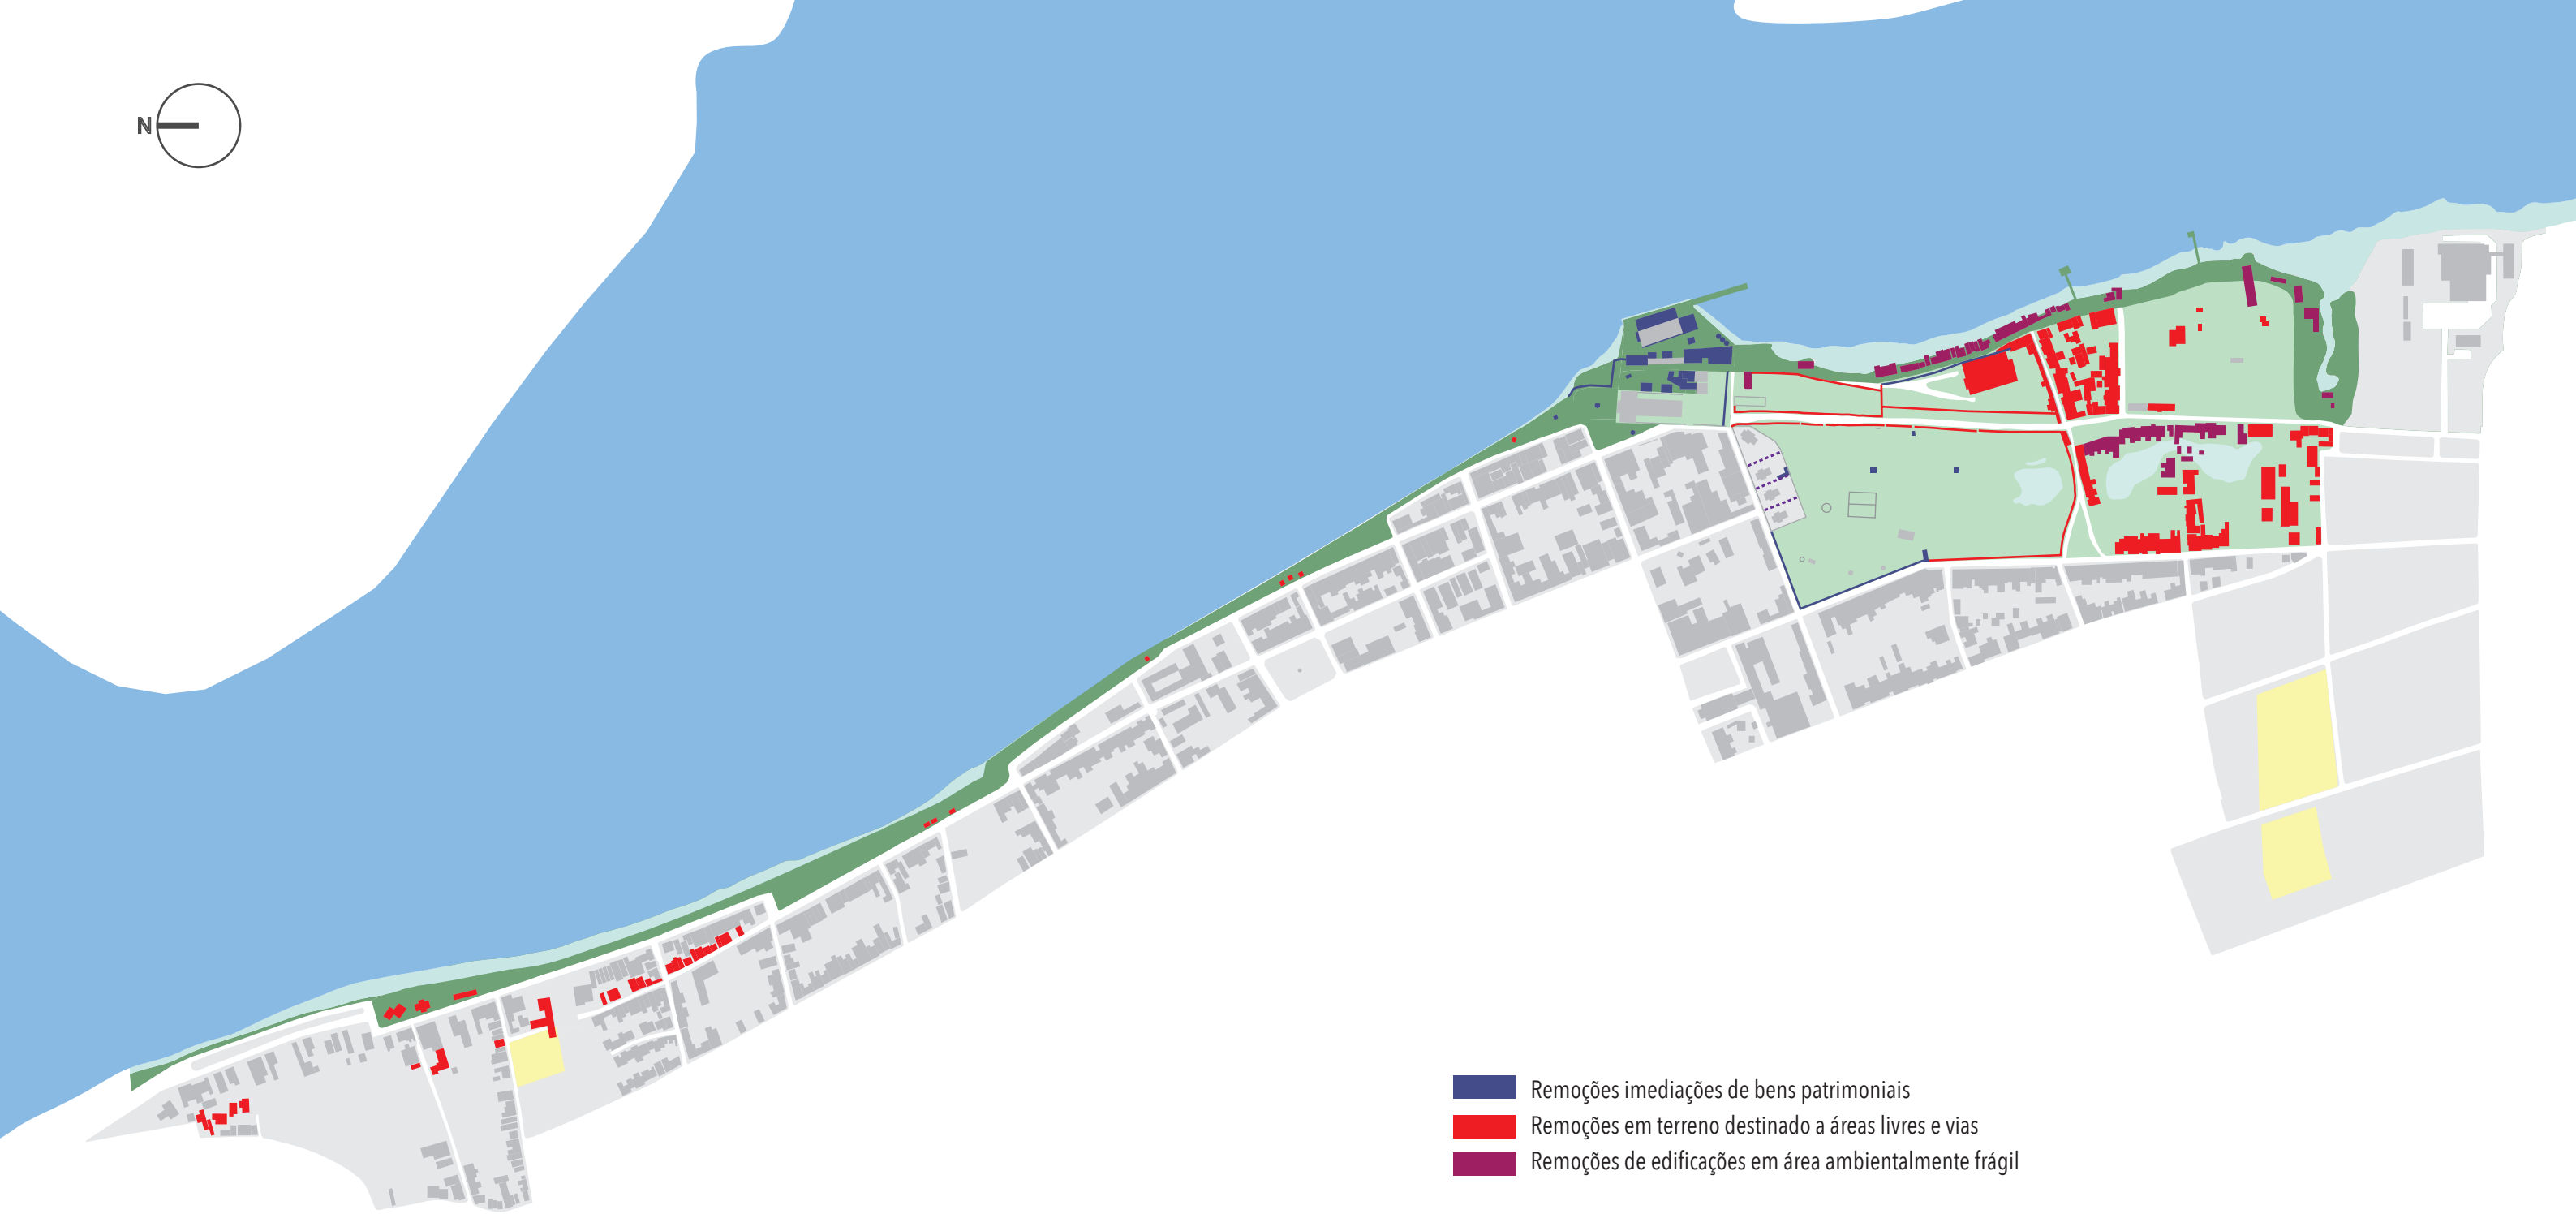 N
Remoções imediações de bens patrimoniais
Remoções em terreno destinado a áreas livres e vias
Remoções de edificações em área ambientalmente frágil